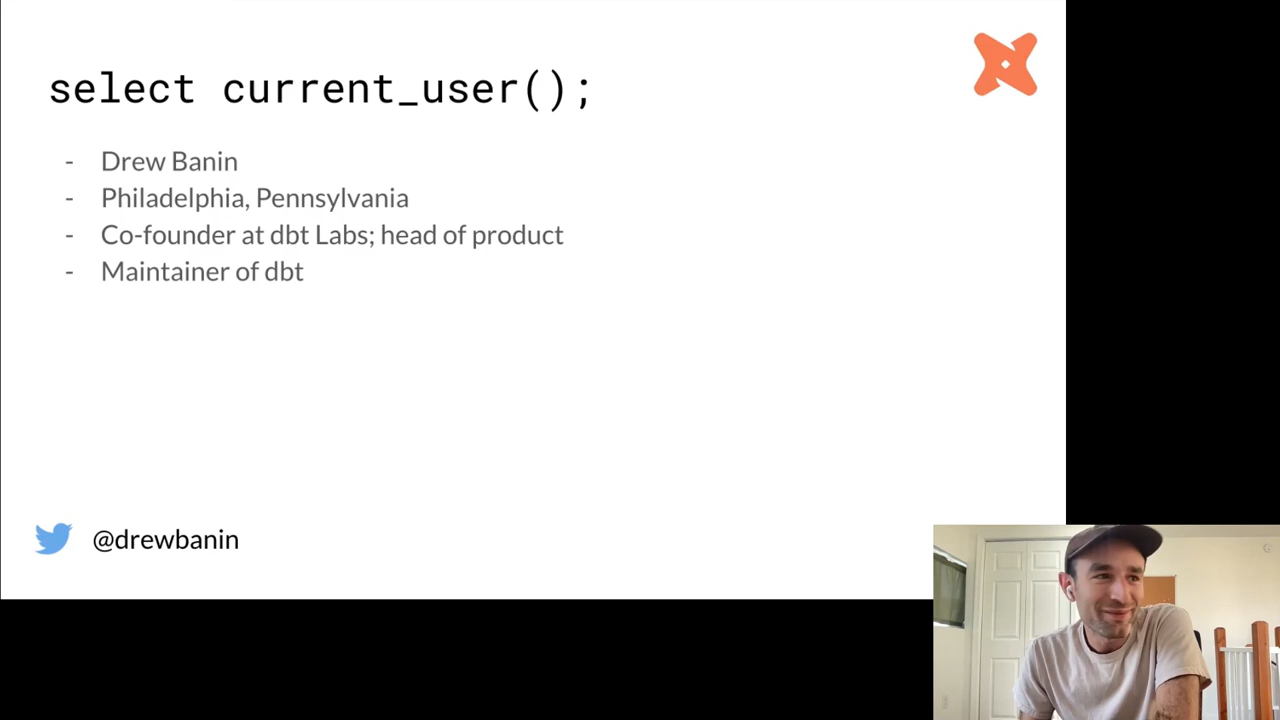 select current_user();
- Drew Banin
- Philadelphia, Pennsylvania
- Co-founder at dbt Labs; head of product
- Maintainer of dbt
@drewbanin